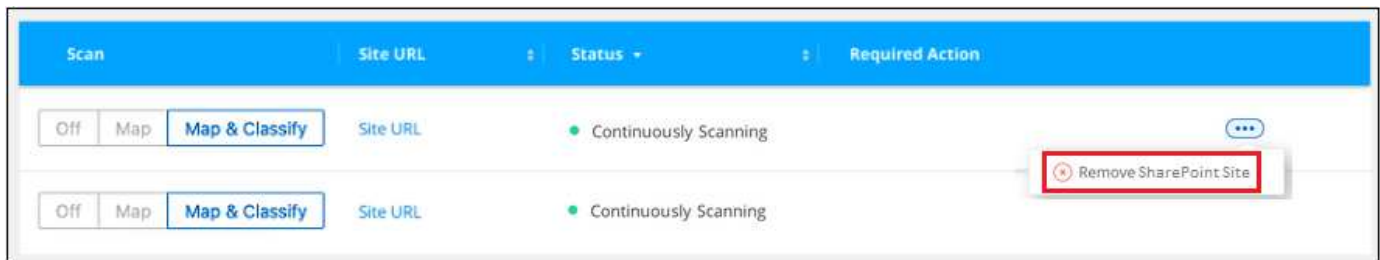 Scan Site URL Status Required Action
Off Map Map & Classify Site URL Continuously Scanning
Remove SharePoint Site
Off Map Map & Classify Site URL Continuously Scanning